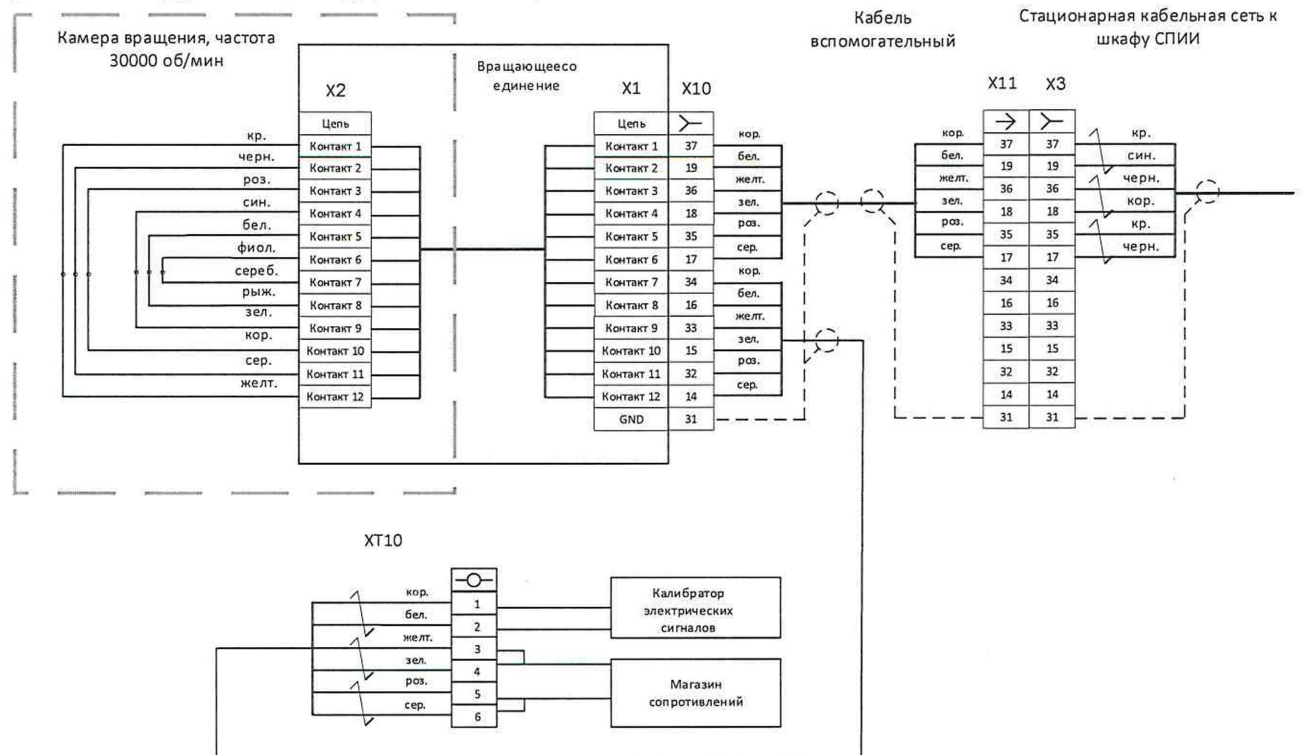 Камера вращения, частота
30000 об/мин
Вращающеесо
единение
Кабель
вспомогательный
Стационарная кабельная сеть к
шкафу СПИИ
X2
Цепь
кр. Контакт 1
черн. Контакт 2
роз. Контакт 3
син. Контакт 4
бел. Контакт 5
фиол. Контакт 6
сереб. Контакт 7
рыж. Контакт 8
зел. Контакт 9
кор. Контакт 10
сер. Контакт 11
желт. Контакт 12
X1 X10
Цепь
Контакт 1 37 кор.
Контакт 2 19 бел.
Контакт 3 36 желт.
Контакт 4 18 зел.
Контакт 5 35 роз.
Контакт 6 17 сер.
Контакт 7 34 кор.
Контакт 8 16 бел.
Контакт 9 33 желт.
Контакт 10 15 зел.
Контакт 11 32 роз.
Контакт 12 14 сер.
GND 31
X11 X3
кор. 37 37 кр.
бел. 19 19 син.
желт. 36 36 черн.
зел. 18 18 кор.
роз. 35 35 кр.
сер. 17 17 черн.
34 34
16 16
33 33
15 15
32 32
14 14
31 31
XT10
кор. 1
бел. 2
желт. 3
зел. 4
роз. 5
сер. 6
Калибратор
электрических
сигналов
Магазин
сопротивлений